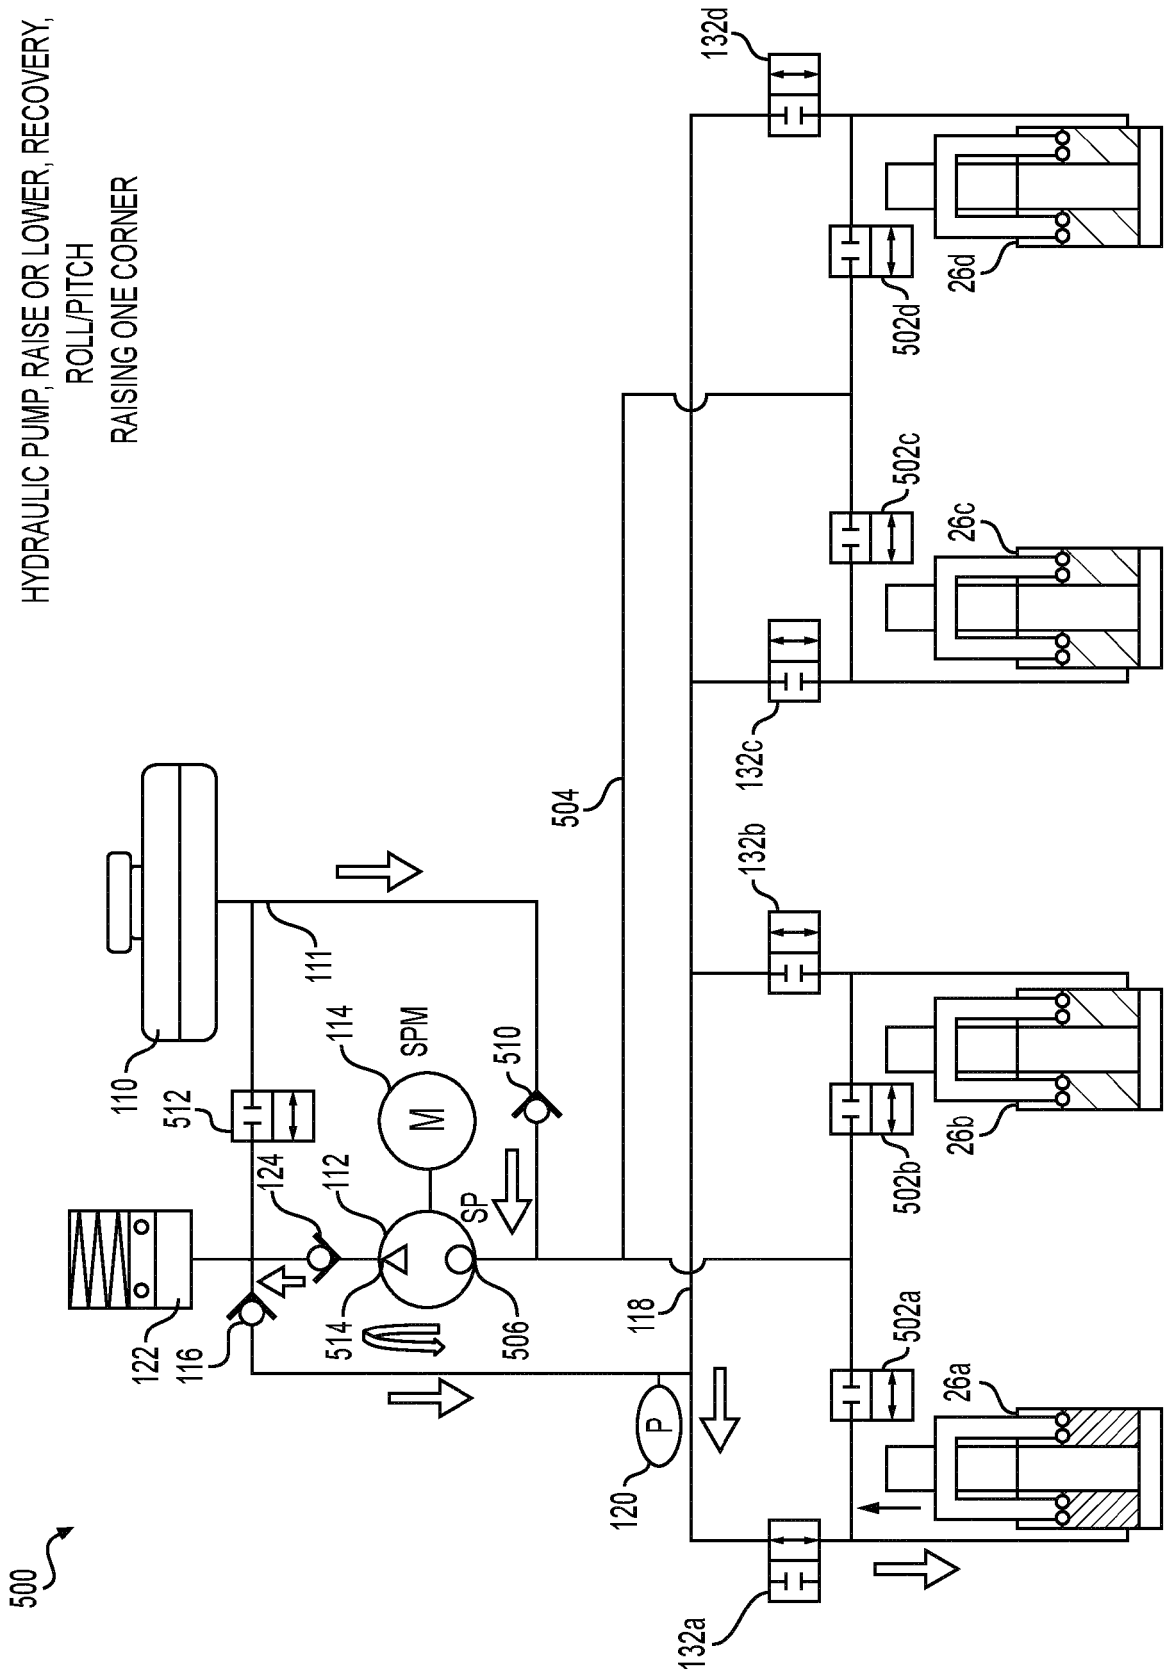 HYDRAULIC PUMP, RAISE OR LOWER, RECOVERY,
ROLL/PITCH
RAISING ONE CORNER
500
110
111
122
116
512
124
114
SPM
M
112
SP
510
514
506
504
118
120
P
132a
132b
132c
132d
502a
502b
502c
502d
26a
26b
26c
26d